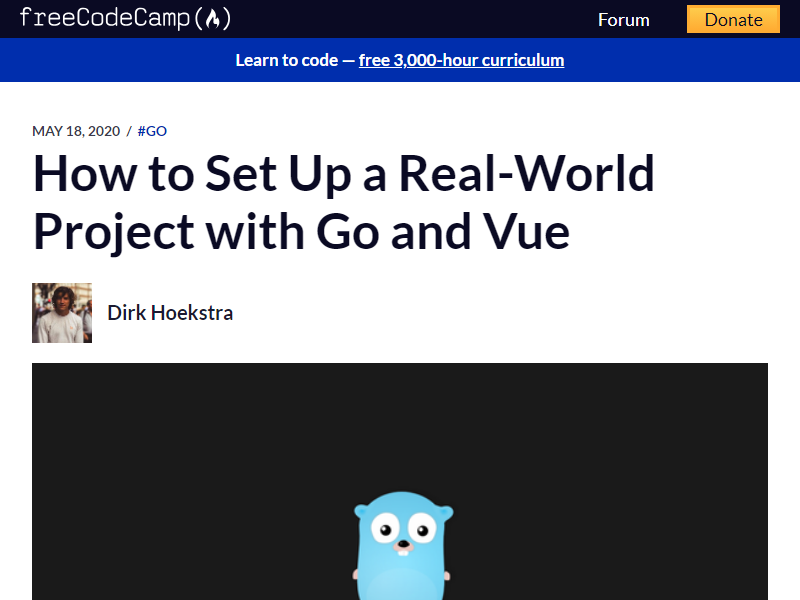 freeCodeCamp(🔥)
Forum
Donate
Learn to code — free 3,000-hour curriculum
MAY 18, 2020 / #GO
How to Set Up a Real-World
Project with Go and Vue
Dirk Hoekstra